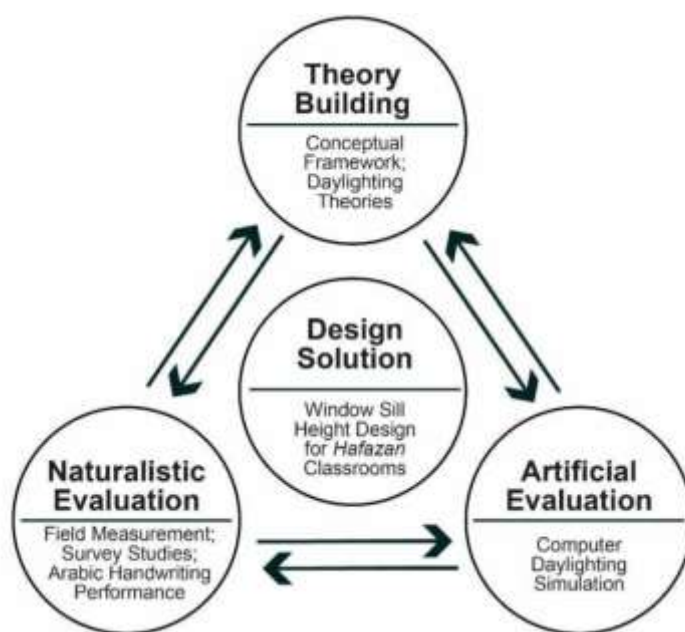 Theory
Building
Conceptual
Framework;
Daylighting
Theories
Design
Solution
Window Sill
Height Design
for Hafazan
Classrooms
Naturalistic
Evaluation
Field Measurement;
Survey Studies;
Arabic Handwriting
Performance
Artificial
Evaluation
Computer
Daylighting
Simulation